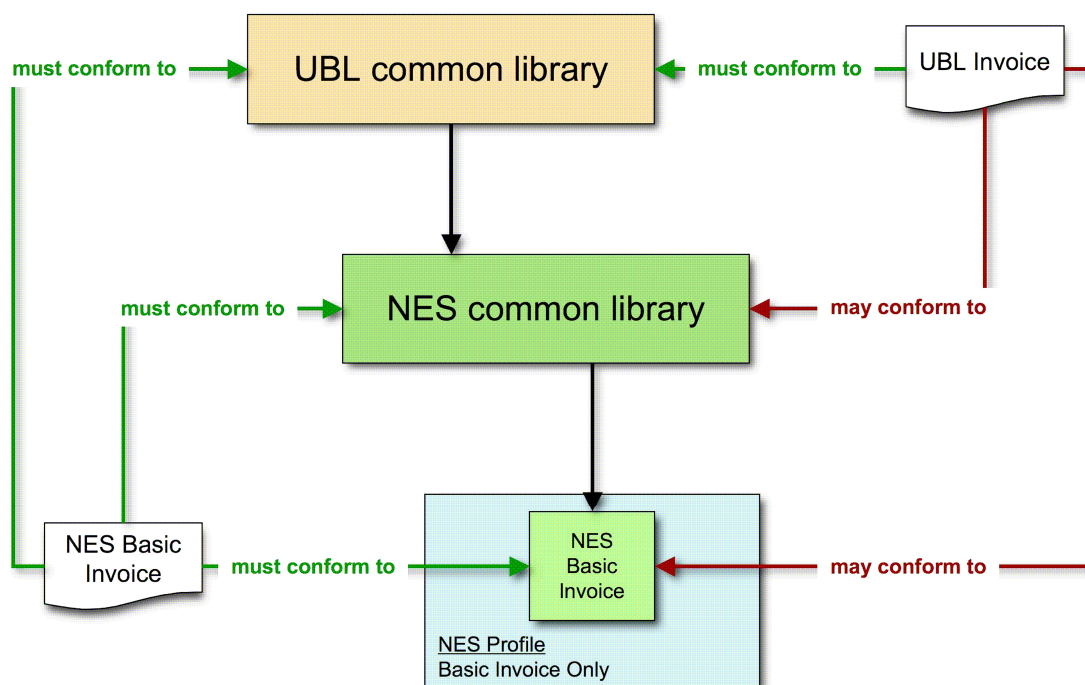 UBL common library
must conform to
must conform to
UBL Invoice
NES common library
must conform to
may conform to
NES Basic
Invoice
must conform to
NES
Basic
Invoice
may conform to
NES Profile
Basic Invoice Only